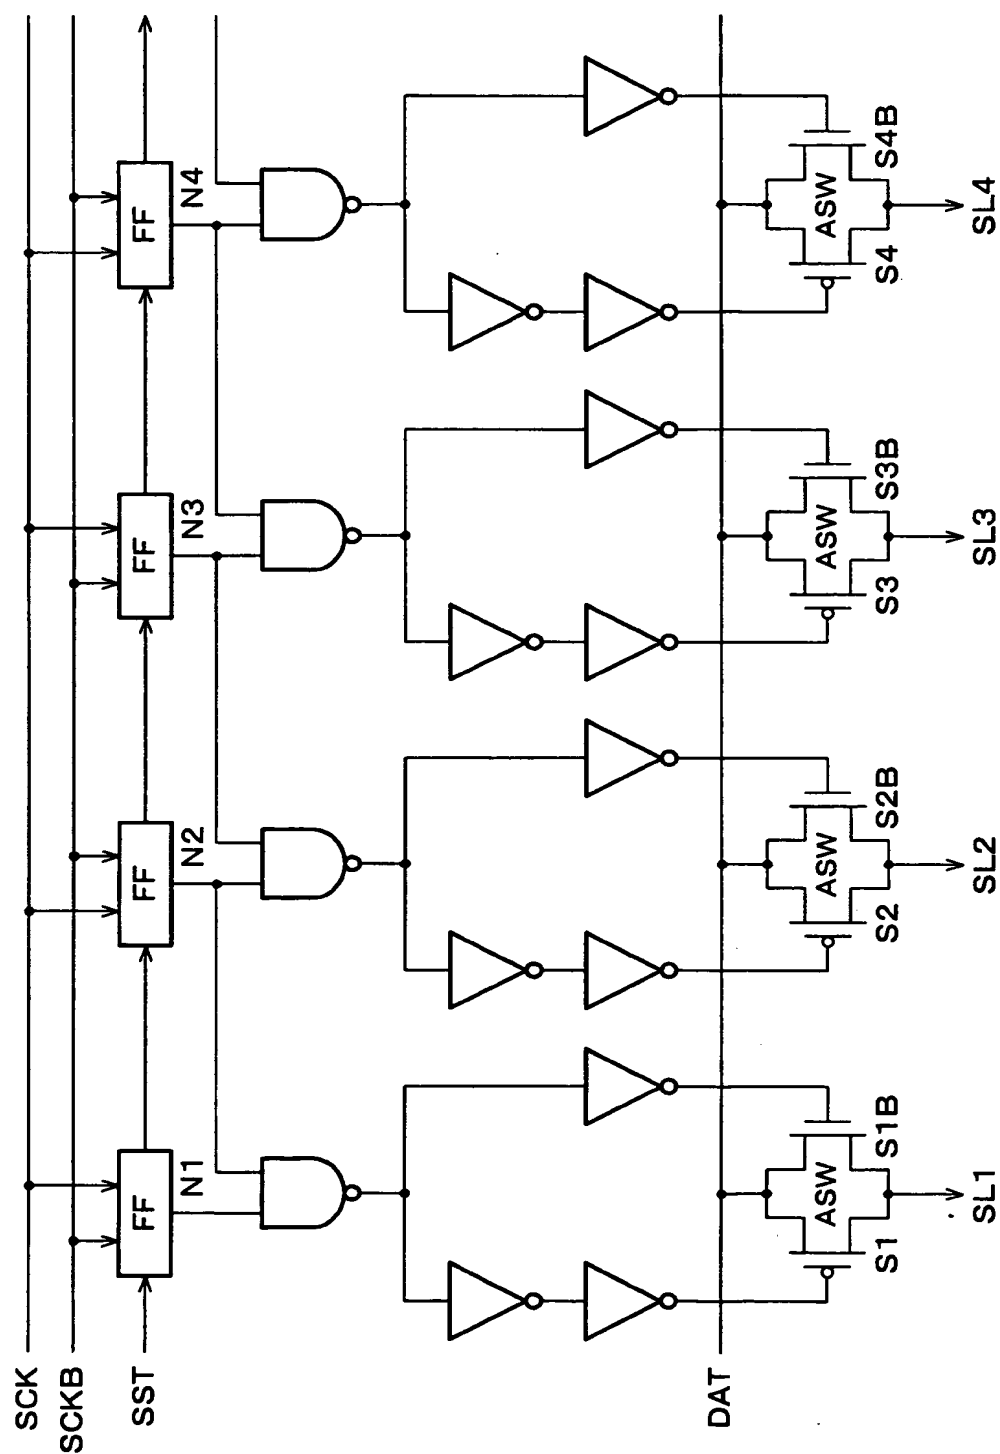 SCK
SCKB
SST
FF
FF
FF
FF
N1
N2
N3
N4
DAT
ASW
ASW
ASW
ASW
S1
S1B
S2
S2B
S3
S3B
S4
S4B
SL1
SL2
SL3
SL4